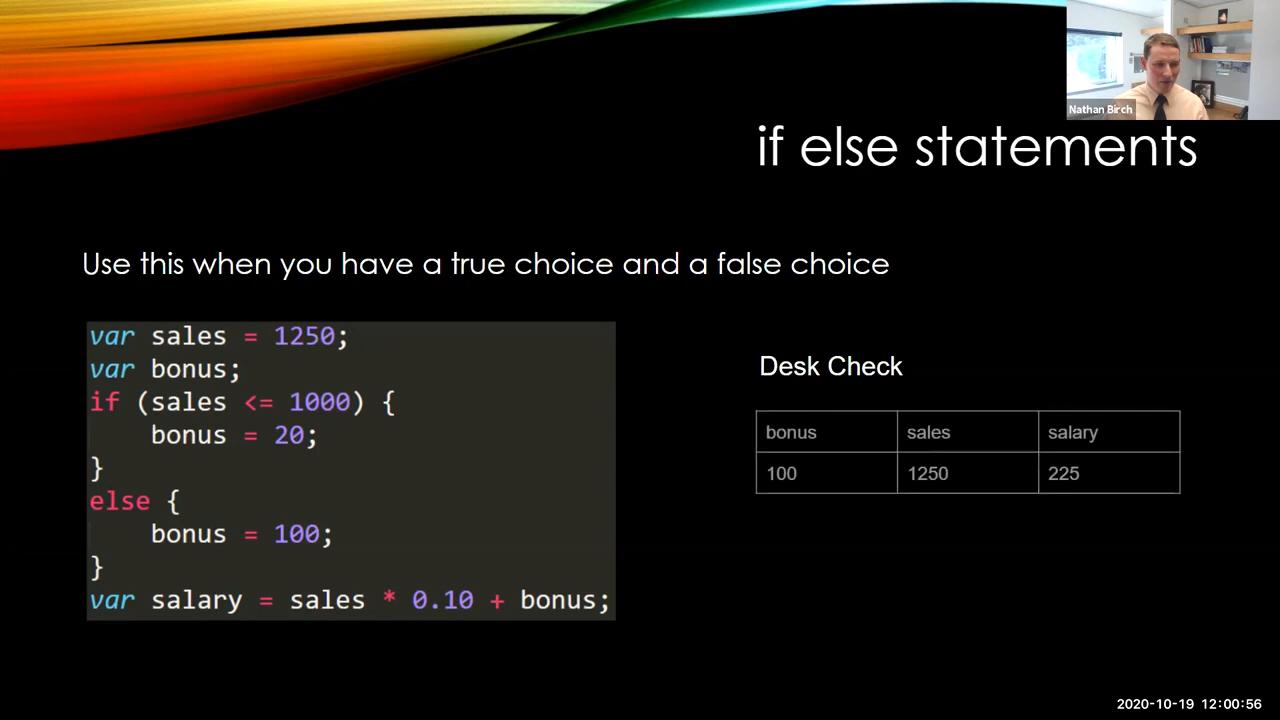 Nathan Birch
if else statements
Use this when you have a true choice and a false choice
var sales = 1250;
var bonus;
if (sales <= 1000) {
    bonus = 20;
}
else {
    bonus = 100;
}
var salary = sales * 0.10 + bonus;
Desk Check
bonus sales salary
100 1250 225
2020-10-19 12:00:56